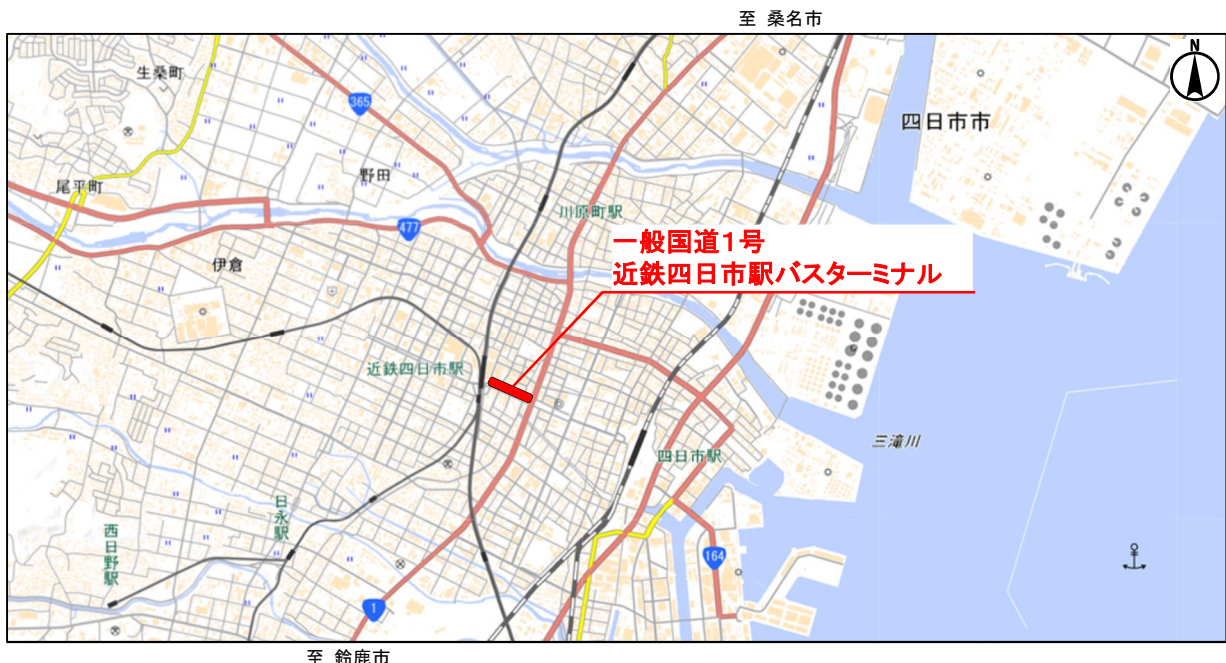 至 桑名市
N
生桑町
365
四日市市
野田
尾平町
川原町駅
477
一般国道1号
近鉄四日市駅バスターミナル
伊倉
近鉄四日市駅
三滝川
四日市駅
日永駅
西日野駅
164
1
至 鈴鹿市